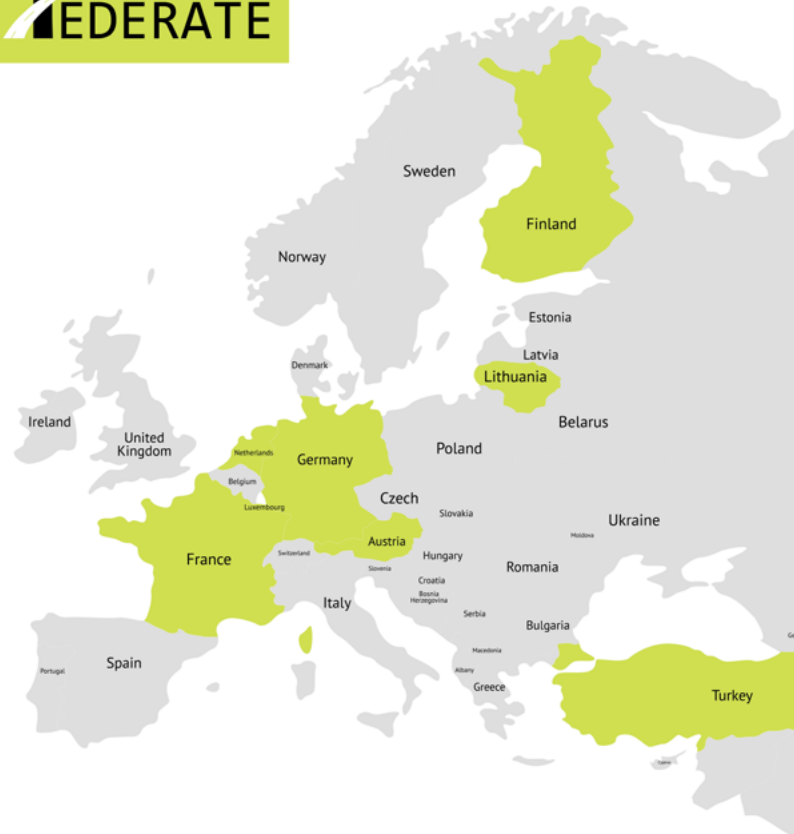 FEDERATE
Sweden
Finland
Norway
Estonia
Latvia
Denmark
Lithuania
Ireland
United
Kingdom
Belarus
Netherlands
Germany
Poland
Belgium
Czech
Luxembourg
Slovakia
Ukraine
Moldova
France
Switzerland
Austria
Hungary
Slovenia
Romania
Croatia
Bosnia
Herzegovina
Italy
Serbia
Bulgaria
Macedonia
Portugal
Spain
Albany
Greece
Turkey